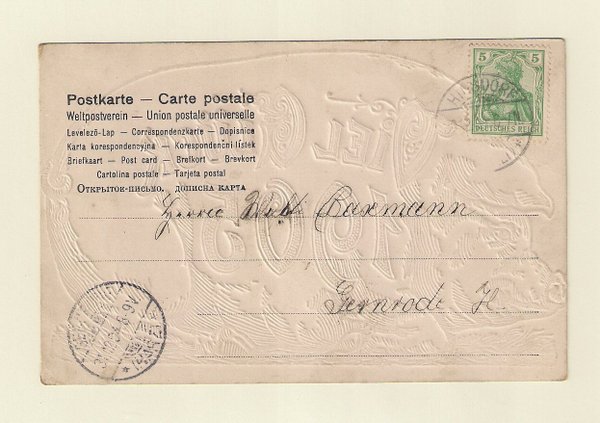 Postkarte — Carte postale
Weltpostverein — Union postale universelle
Levelező-Lap — Correspondenzkarte — Dopisnice
Karta korespondencyjna — Korespondenční lístek
Briefkaart — Post card — Brefkort — Brevkort
Cartolina postale — Tarjeta postal
Открытое-письмо. дописна карта
5 5
DEUTSCHES REICH
Baxmann
Gernrode H.